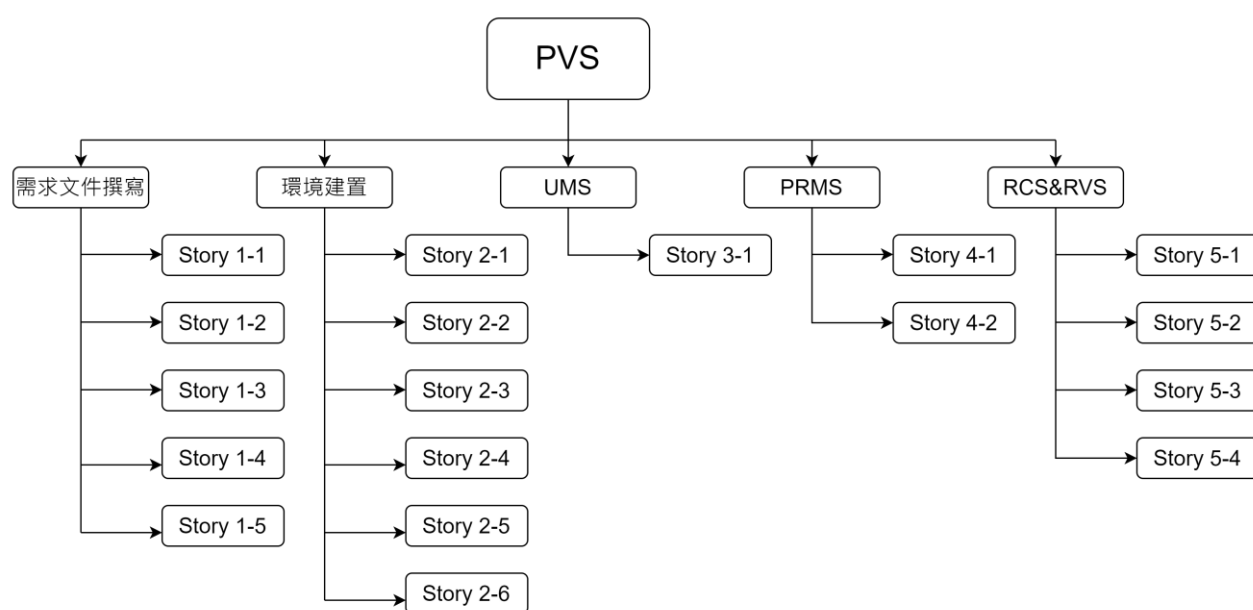 PVS
需求文件撰寫
環境建置
UMS
PRMS
RCS&RVS
Story 1-1
Story 2-1
Story 3-1
Story 4-1
Story 5-1
Story 1-2
Story 2-2
Story 4-2
Story 5-2
Story 1-3
Story 2-3
Story 5-3
Story 1-4
Story 2-4
Story 5-4
Story 1-5
Story 2-5
Story 2-6